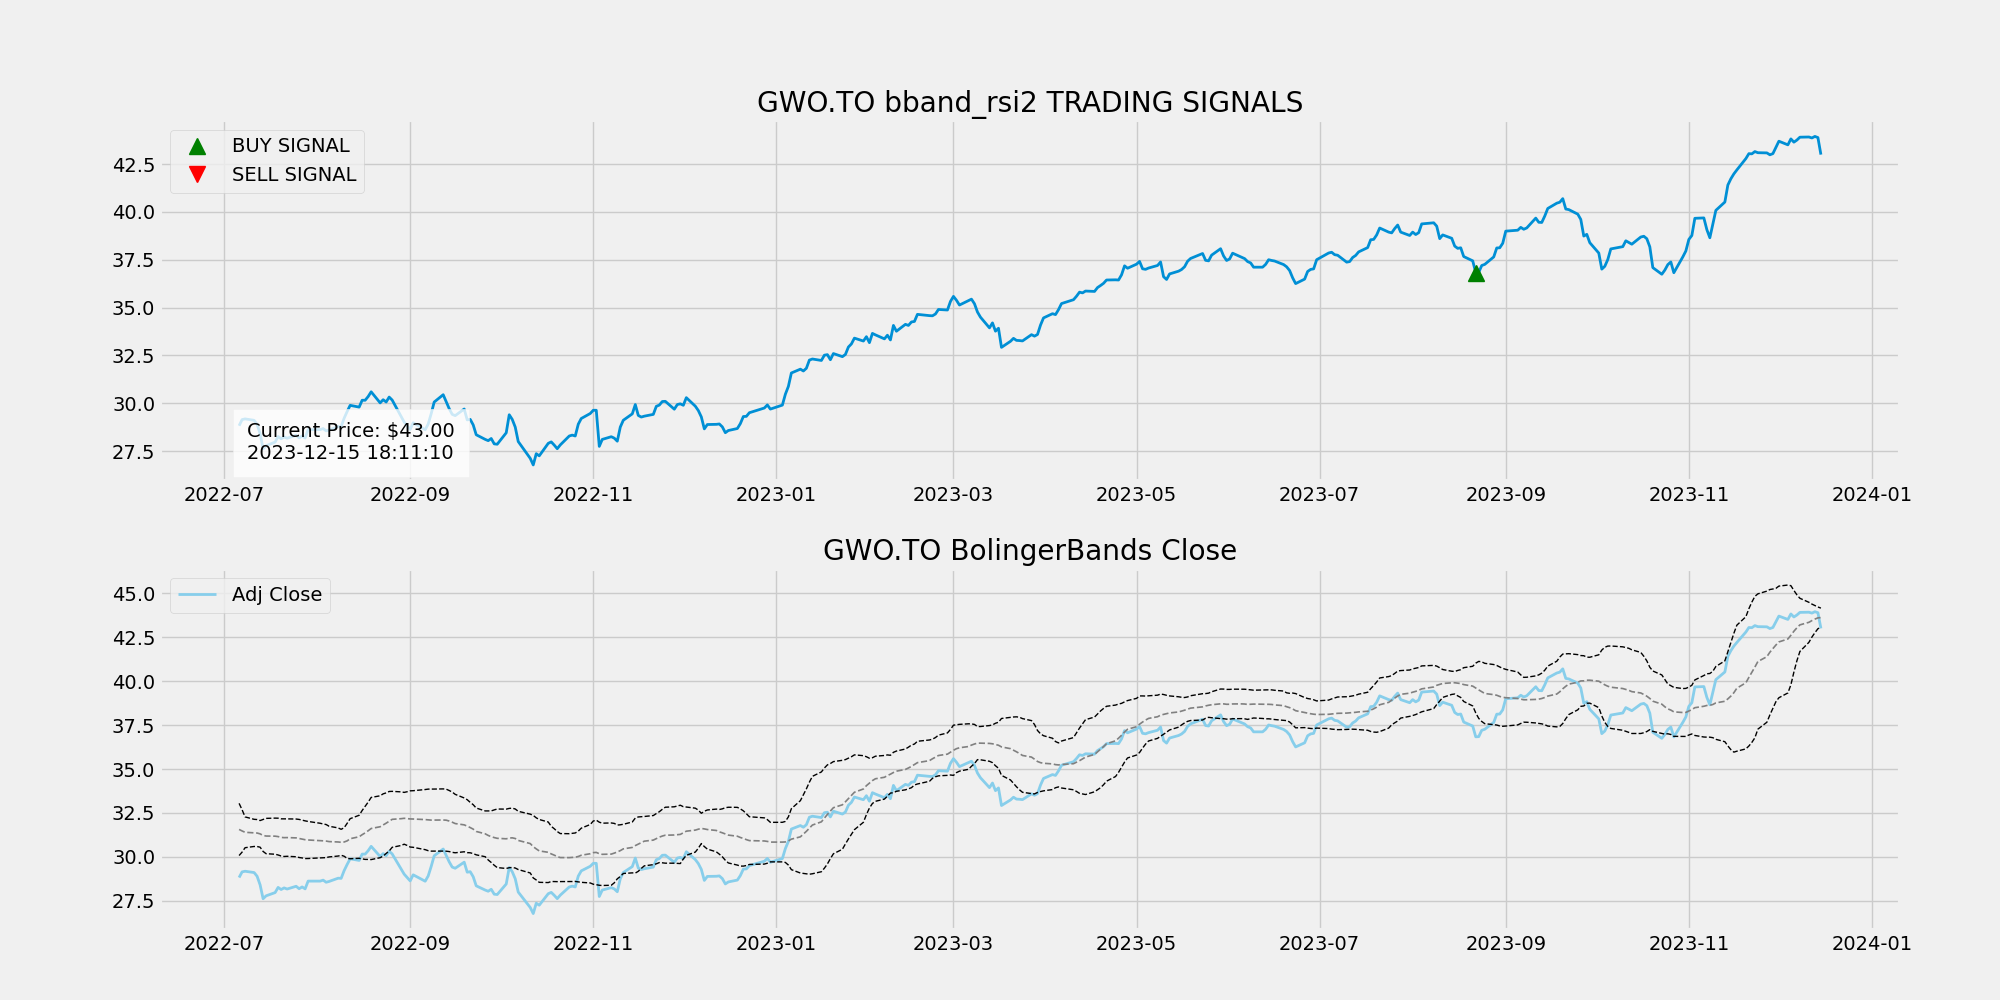 GWO.TO bband_rsi2 TRADING SIGNALS
BUY SIGNAL
SELL SIGNAL
42.5
40.0
37.5
35.0
32.5
30.0
27.5
Current Price: $43.00
2023-12-15 18:11:10
2022-07 2022-09 2022-11 2023-01 2023-03 2023-05 2023-07 2023-09 2023-11 2024-01
GWO.TO BolingerBands Close
Adj Close
45.0
42.5
40.0
37.5
35.0
32.5
30.0
27.5
2022-07 2022-09 2022-11 2023-01 2023-03 2023-05 2023-07 2023-09 2023-11 2024-01